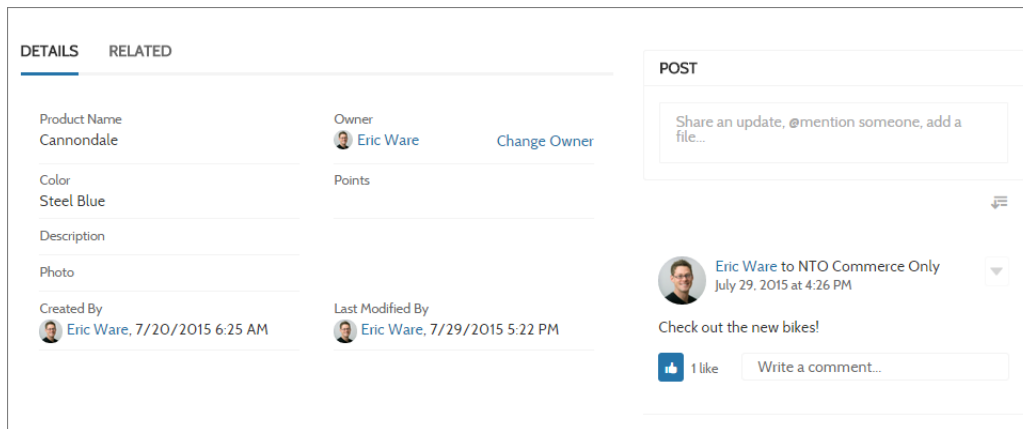 DETAILS RELATED
Product Name
Cannondale
Owner
Eric Ware Change Owner
Color
Steel Blue
Points
Description
Photo
Created By
Eric Ware, 7/20/2015 6:25 AM
Last Modified By
Eric Ware, 7/29/2015 5:22 PM
POST
Share an update, @mention someone, add a
file...
Eric Ware to NTO Commerce Only
July 29, 2015 at 4:26 PM
Check out the new bikes!
1 like
Write a comment...